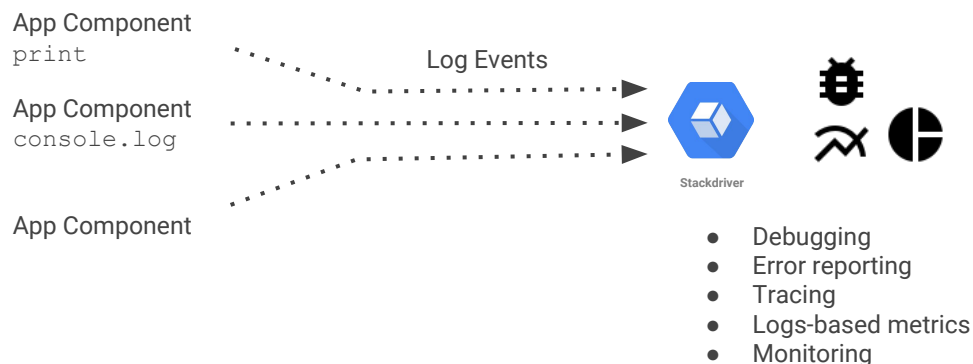 App Component
print
Log Events
App Component
console.log
Stackdriver
App Component
● Debugging
● Error reporting
● Tracing
● Logs-based metrics
● Monitoring